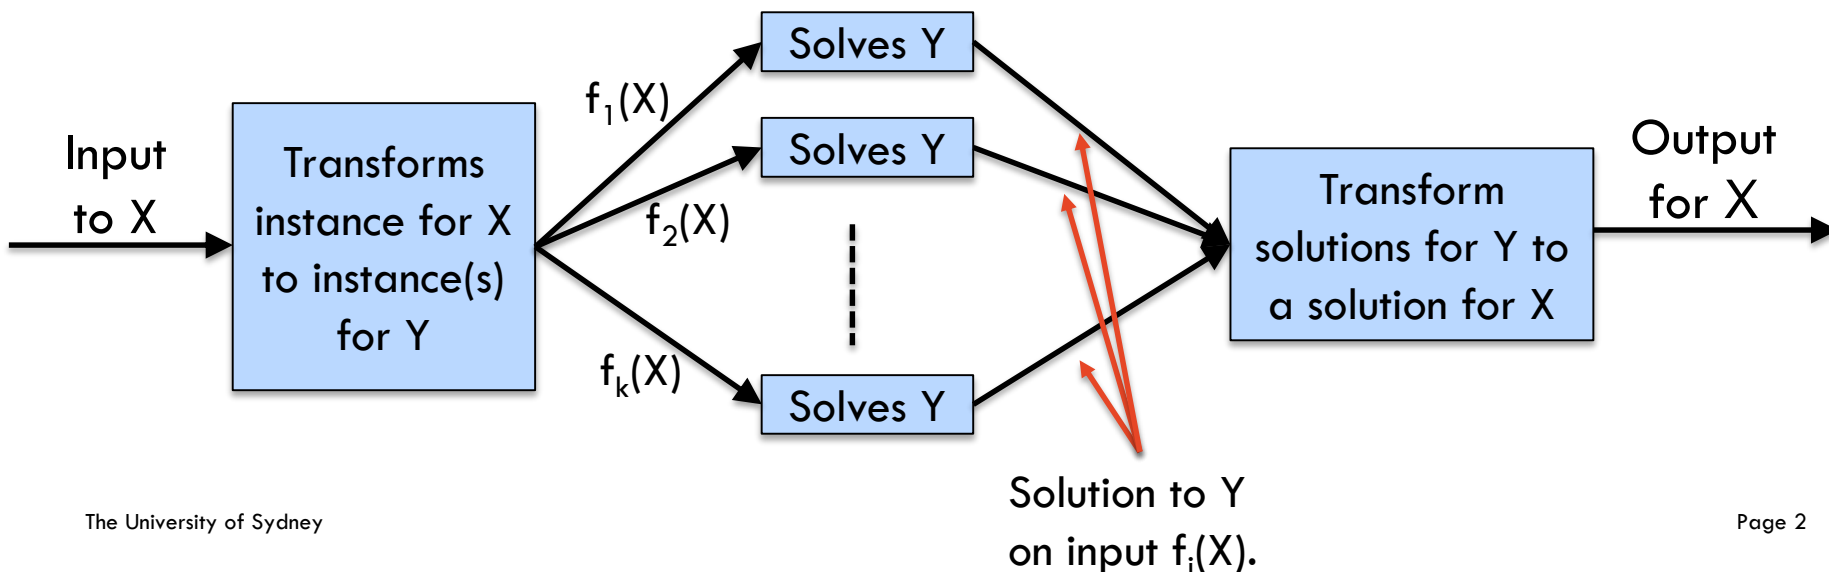 Input
to X
Transforms
instance for X
to instance(s)
for Y
f₁(X)
f₂(X)
fₖ(X)
Solves Y
Solves Y
Solves Y
Transform
solutions for Y to
a solution for X
Output
for X
Solution to Y
on input fᵢ(X).
The University of Sydney
Page 2